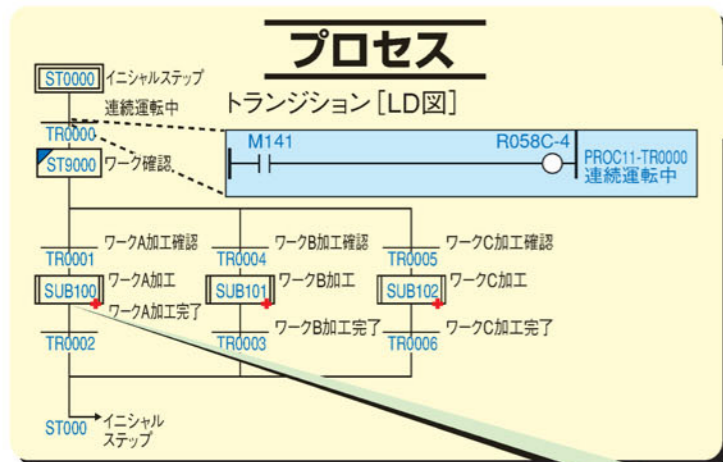 プロセス
ST0000 イニシャルステップ
連続運転中
TR0000
トランジション[LD図]
M141 R058C-4
PROC11-TR0000
連続運転中
ST9000 ワーク確認
ワークA加工確認 ワークB加工確認 ワークC加工確認
TR0001 TR0004 TR0005
SUB100 ワークA加工 SUB101 ワークB加工 SUB102 ワークC加工
ワークA加工完了 ワークB加工完了 ワークC加工完了
TR0002 TR0003 TR0006
ST000 イニシャル
ステップ